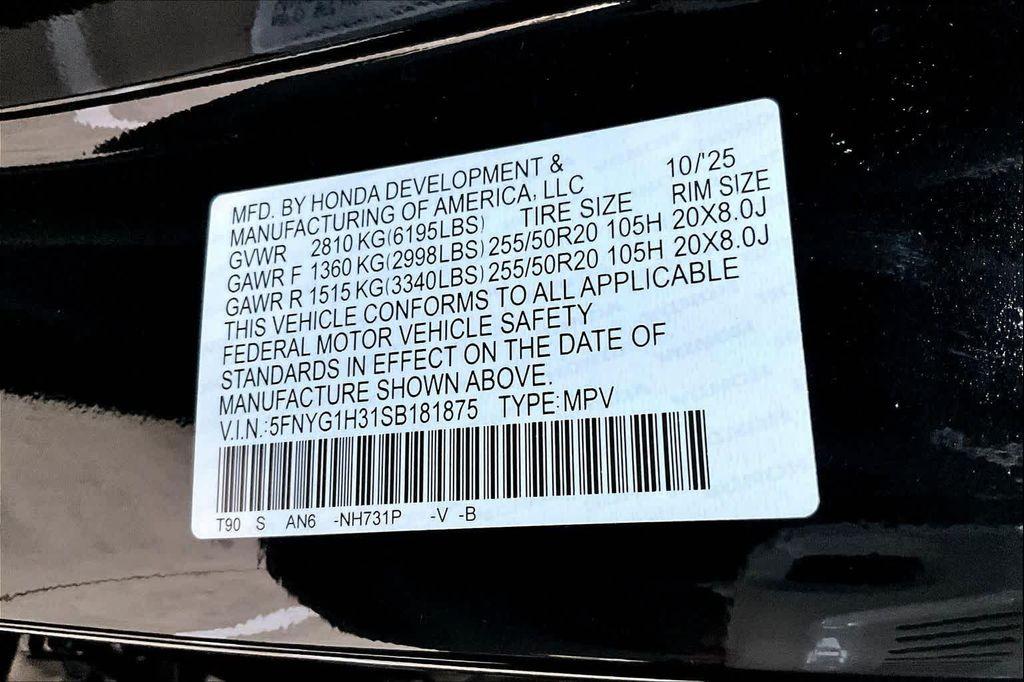 MFD. BY HONDA DEVELOPMENT & 10/'25
MANUFACTURING OF AMERICA, LLC
GVWR 2810 KG(6195LBS) TIRE SIZE RIM SIZE
GAWR F 1360 KG(2998LBS) 255/50R20 105H 20X8.0J
GAWR R 1515 KG(3340LBS) 255/50R20 105H 20X8.0J
THIS VEHICLE CONFORMS TO ALL APPLICABLE
FEDERAL MOTOR VEHICLE SAFETY
STANDARDS IN EFFECT ON THE DATE OF
MANUFACTURE SHOWN ABOVE.
V.I.N.:5FNYG1H31SB181875 TYPE:MPV
T90 S AN6 -NH731P -V -B